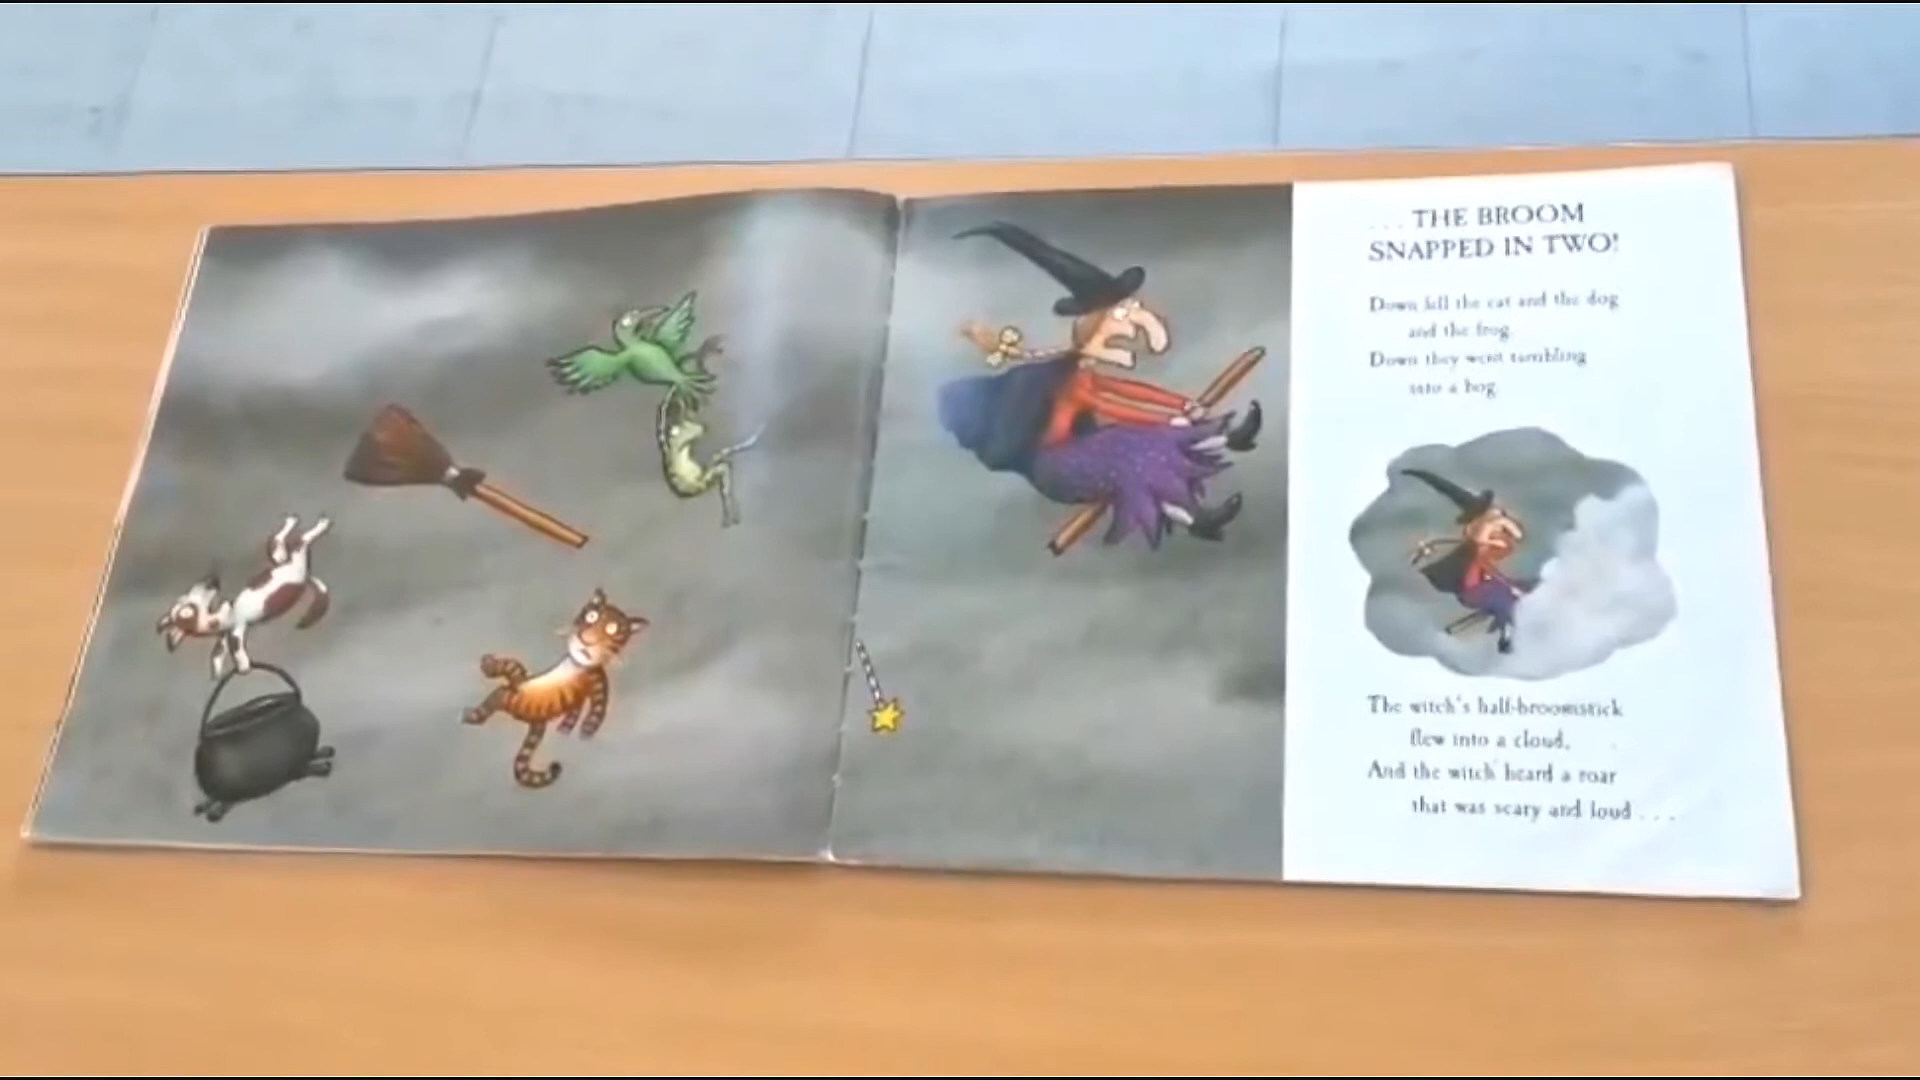 ... THE BROOM
SNAPPED IN TWO!
Down fell the cat and the dog
and the frog.
Down they went tumbling
into a bog.
The witch's half-broomstick
flew into a cloud,
And the witch heard a roar
that was scary and loud . . .